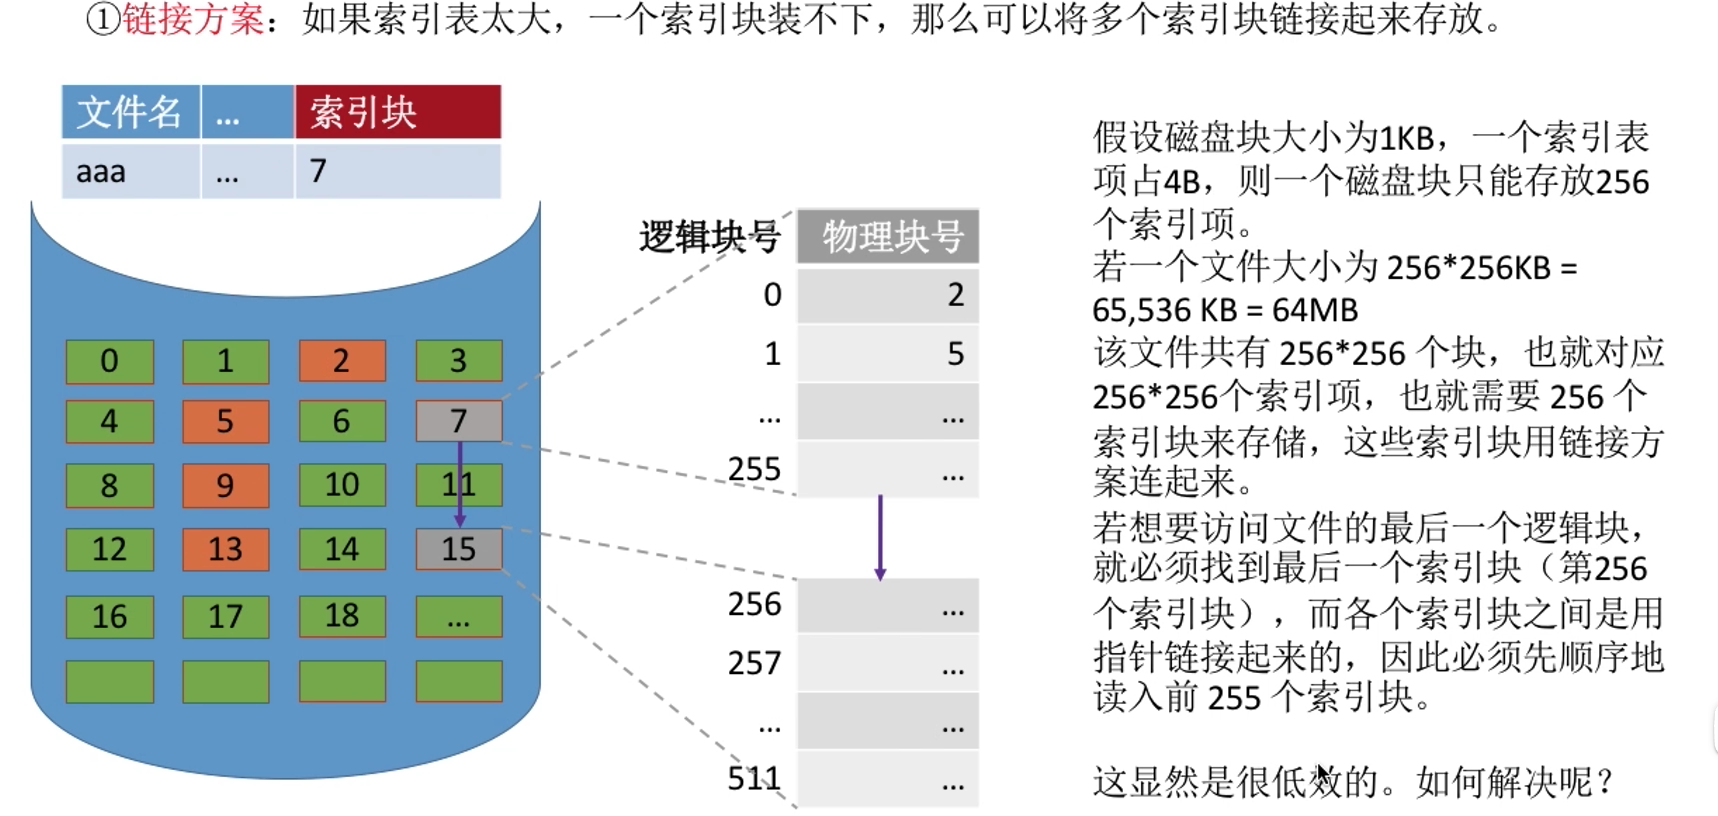 ①链接方案：如果索引表太大，一个索引块装不下，那么可以将多个索引块链接起来存放。
文件名 ... 索引块
aaa ... 7
0 1 2 3
4 5 6 7
8 9 10 11
12 13 14 15
16 17 18 ...
逻辑块号 物理块号
0 2
1 5
... ...
255 ...
256 ...
257 ...
... ...
511 ...
假设磁盘块大小为1KB，一个索引表
项占4B，则一个磁盘块只能存放256
个索引项。
若一个文件大小为 256*256KB =
65,536 KB = 64MB
该文件共有 256*256 个块，也就对应
256*256个索引项，也就需要 256 个
索引块来存储，这些索引块用链接方
案连起来。
若想要访问文件的最后一个逻辑块，
就必须找到最后一个索引块（第256
个索引块），而各个索引块之间是用
指针链接起来的，因此必须先顺序地
读入前 255 个索引块。
这显然是很低效的。如何解决呢？